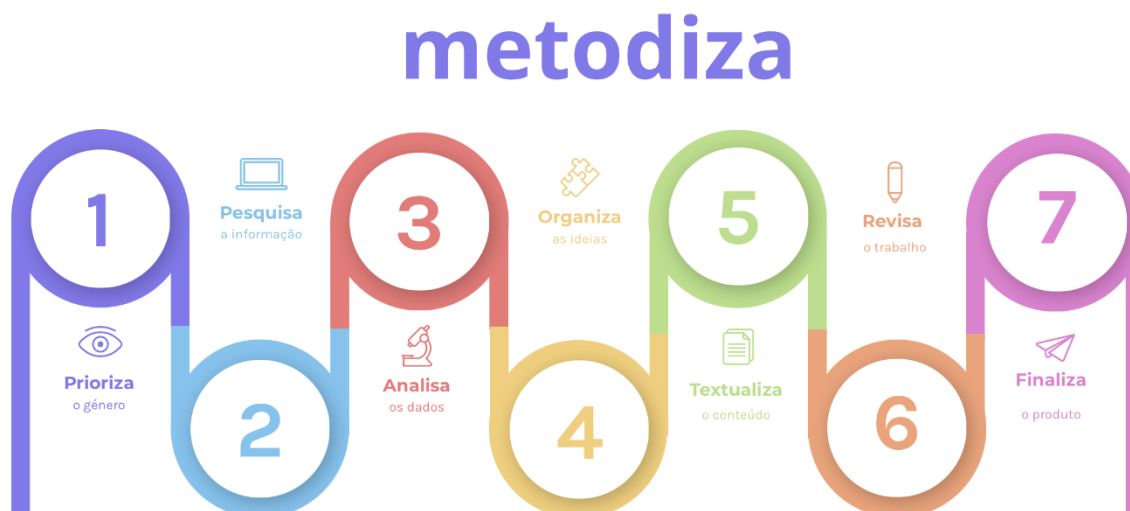 metodiza
1
Prioriza
o género
2
Pesquisa
a informação
3
Analisa
os dados
4
Organiza
as ideias
5
Textualiza
o conteúdo
6
Revisa
o trabalho
7
Finaliza
o produto